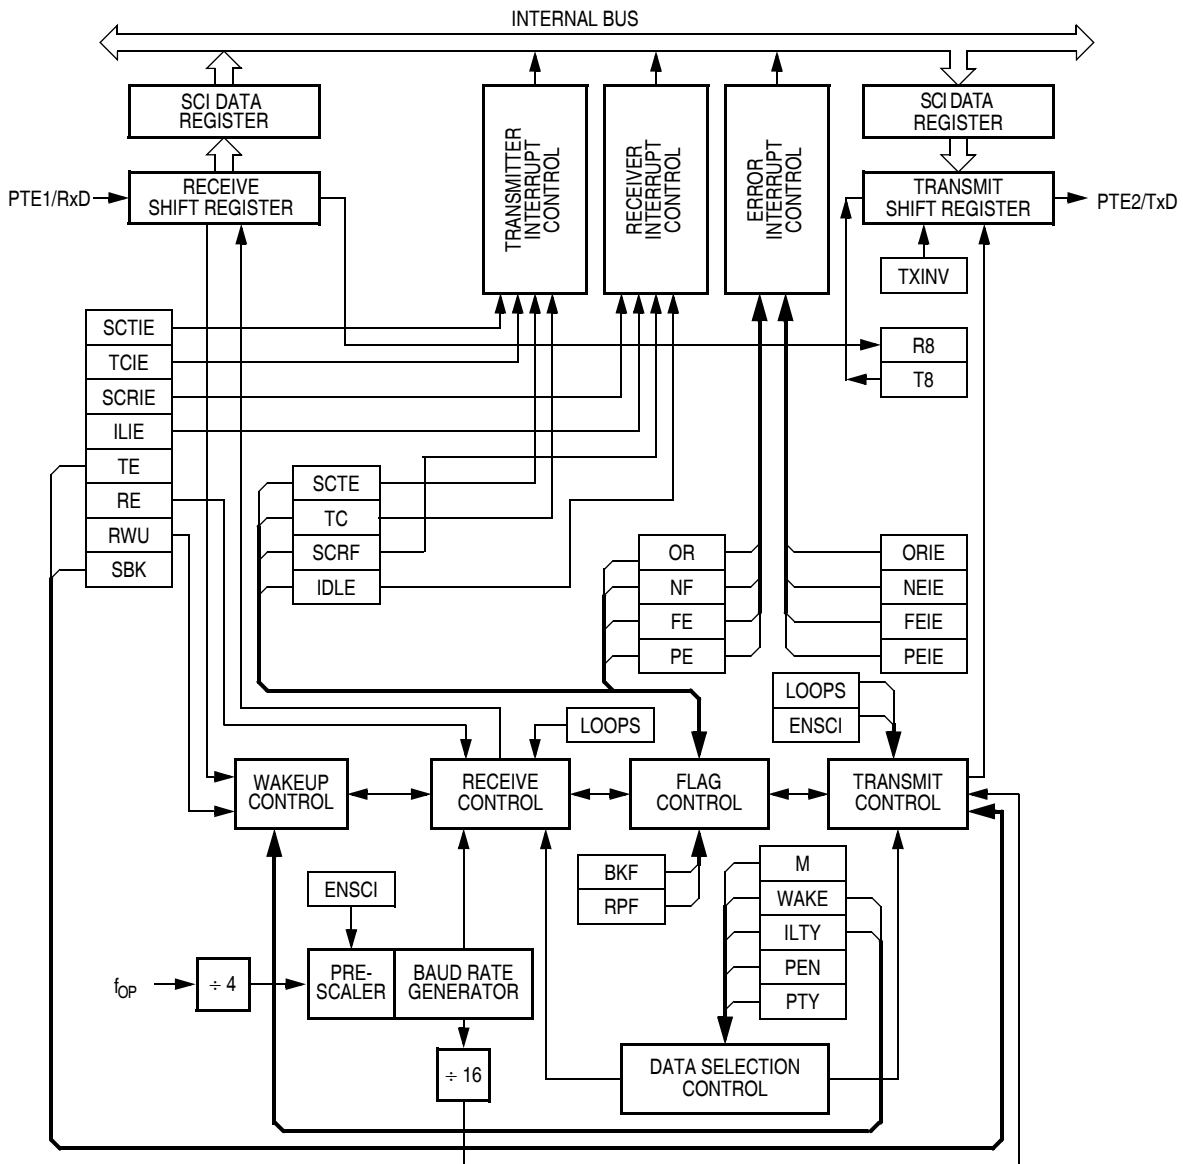 INTERNAL BUS
SCI DATA
REGISTER
TRANSMITTER
INTERRUPT
CONTROL
RECEIVER
INTERRUPT
CONTROL
ERROR
INTERRUPT
CONTROL
SCI DATA
REGISTER
PTE1/RxD
RECEIVE
SHIFT REGISTER
TRANSMIT
SHIFT REGISTER
PTE2/TxD
TXINV
SCTIE
TCIE
SCRIE
ILIE
TE
RE
RWU
SBK
R8
T8
SCTE
TC
SCRF
IDLE
OR
NF
FE
PE
ORIE
NEIE
FEIE
PEIE
LOOPS
LOOPS
ENSCI
WAKEUP
CONTROL
RECEIVE
CONTROL
FLAG
CONTROL
TRANSMIT
CONTROL
BKF
RPF
M
WAKE
ILTY
PEN
PTY
ENSCI
fOP
÷ 4
PRE-
SCALER
BAUD RATE
GENERATOR
÷ 16
DATA SELECTION
CONTROL